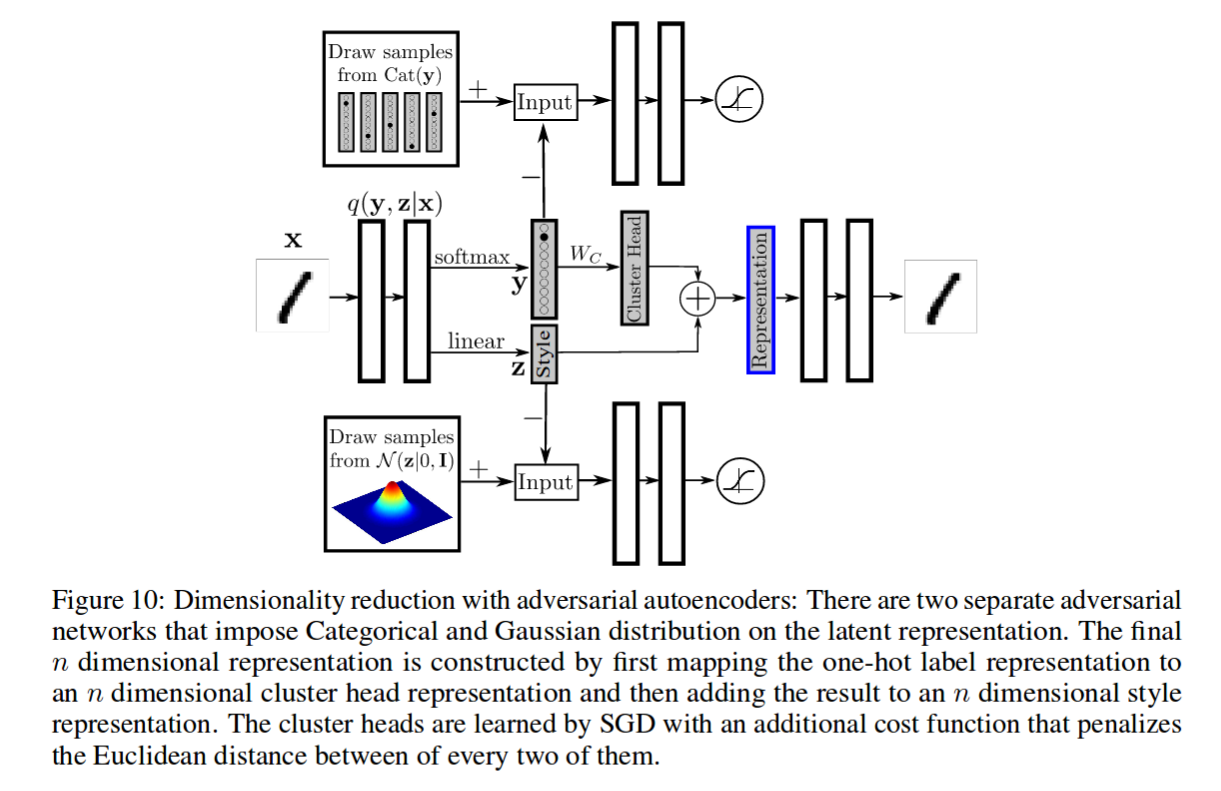 Draw samples
from Cat(y)
+
Input
−
q(y, z|x)
x
softmax
y
W_C
Cluster Head
+
Representation
linear
z
Style
−
Draw samples
from 𝒩(z|0, I)
+
Input
Figure 10: Dimensionality reduction with adversarial autoencoders: There are two separate adversarial
networks that impose Categorical and Gaussian distribution on the latent representation. The final
n dimensional representation is constructed by first mapping the one-hot label representation to
an n dimensional cluster head representation and then adding the result to an n dimensional style
representation. The cluster heads are learned by SGD with an additional cost function that penalizes
the Euclidean distance between of every two of them.